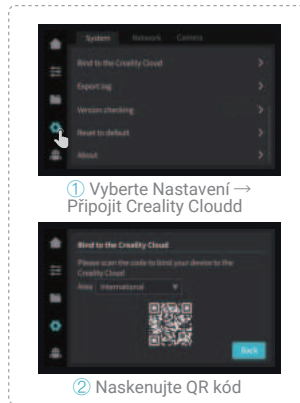 System Network Camera
Bind to the Creality Cloud
Export log
Version checking
Reset to default
About
① Vyberte Nastavení →
Připojit Creality Cloudd
Bind to the Creality Cloud
Please scan the code to bind your device to the
Creality Cloud
Area International
Back
② Naskenujte QR kód